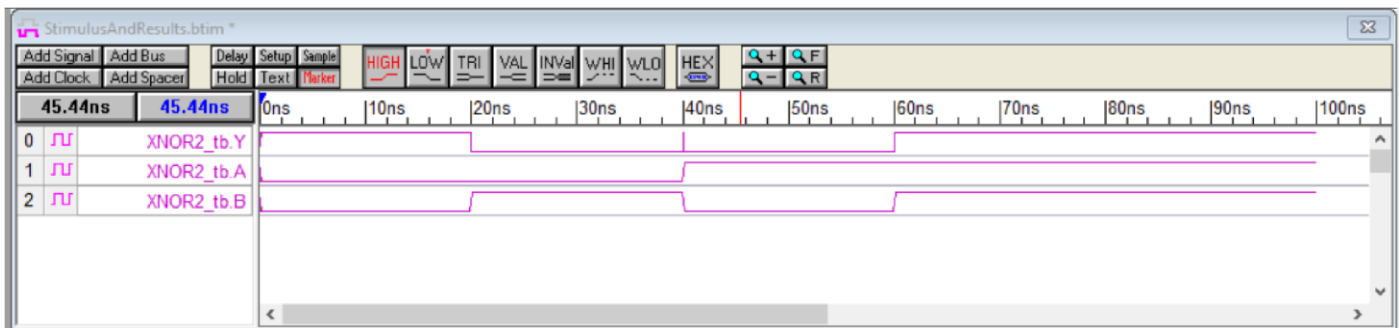 StimulusAndResults.btim *
Add Signal Add Bus Delay Setup Sample HIGH LOW TRI VAL INVal WHI WLO HEX + F
Add Clock Add Spacer Hold Text Marker - R
45.44ns 45.44ns 0ns 10ns 20ns 30ns 40ns 50ns 60ns 70ns 80ns 90ns 100ns
0 XNOR2_tb.Y
1 XNOR2_tb.A
2 XNOR2_tb.B